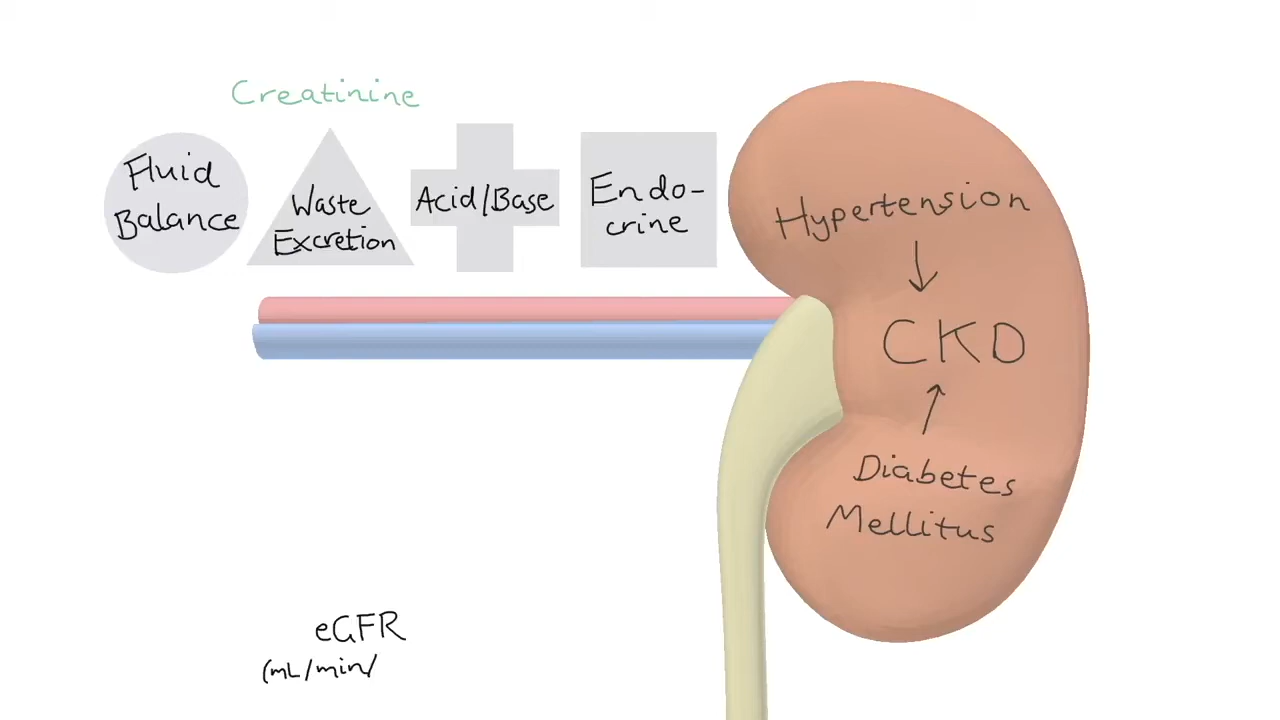 Creatinine
Fluid
Balance
Waste
Excretion
Acid/Base
Endo-
crine
Hypertension
CKD
Diabetes
Mellitus
eGFR
(mL/min/